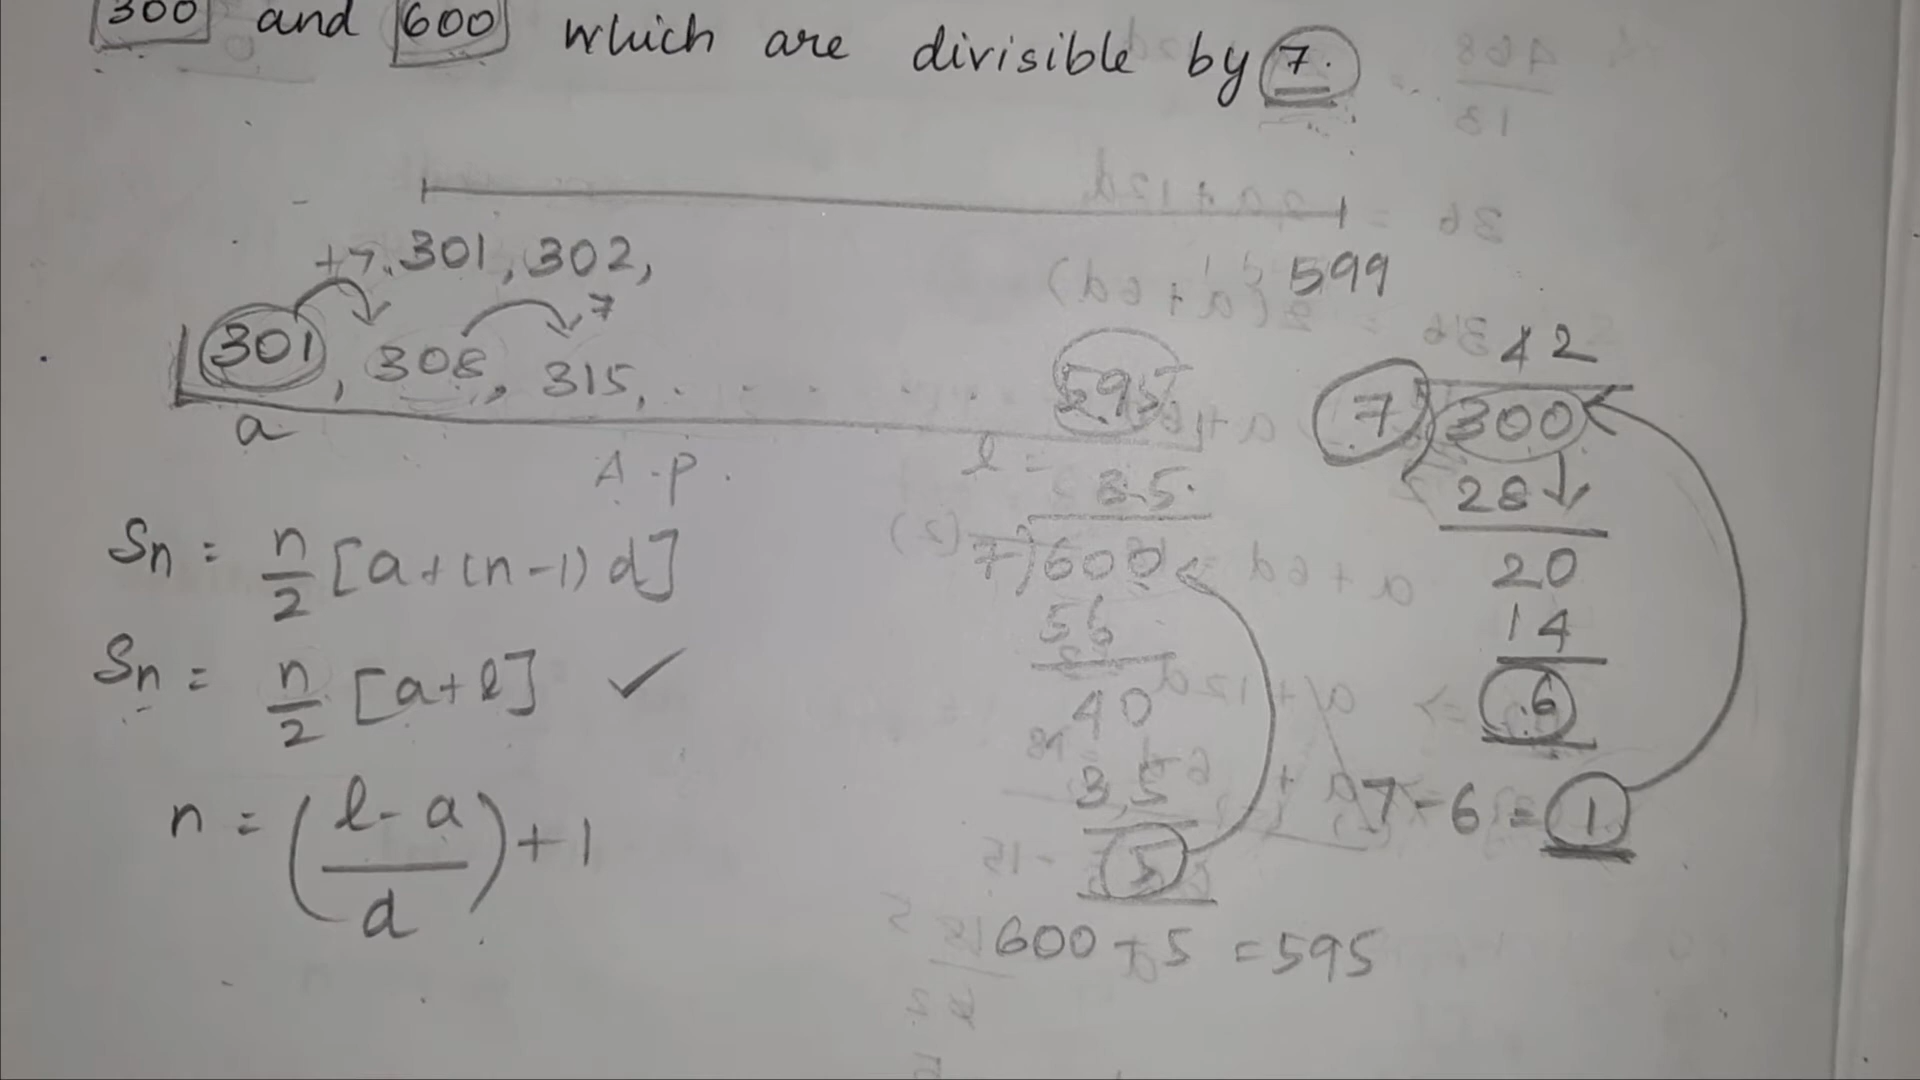 300 and 600 which are divisible by 7.
+7 301, 302,
599
7
301, 308, 315, . . . . . 595
a
A.P.
l =
42
7)300
28
20
14
6
7-6=1
85
7)600
56
40
35
5
600-5=595
Sn = n/2 [a+(n-1)d]
Sn = n/2 [a+l] ✓
n = (l-a/d)+1